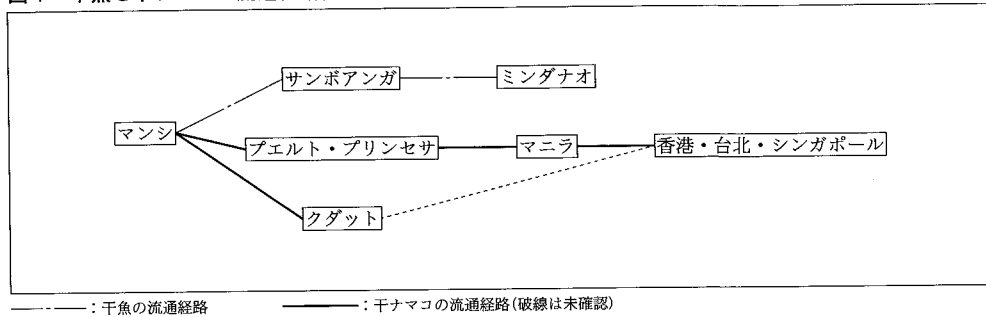 サンボアンガ ミンダナオ
マンシ
プエルト・プリンセサ マニラ 香港・台北・シンガポール
クダット
：干魚の流通経路 ：干ナマコの流通経路(破線は未確認)